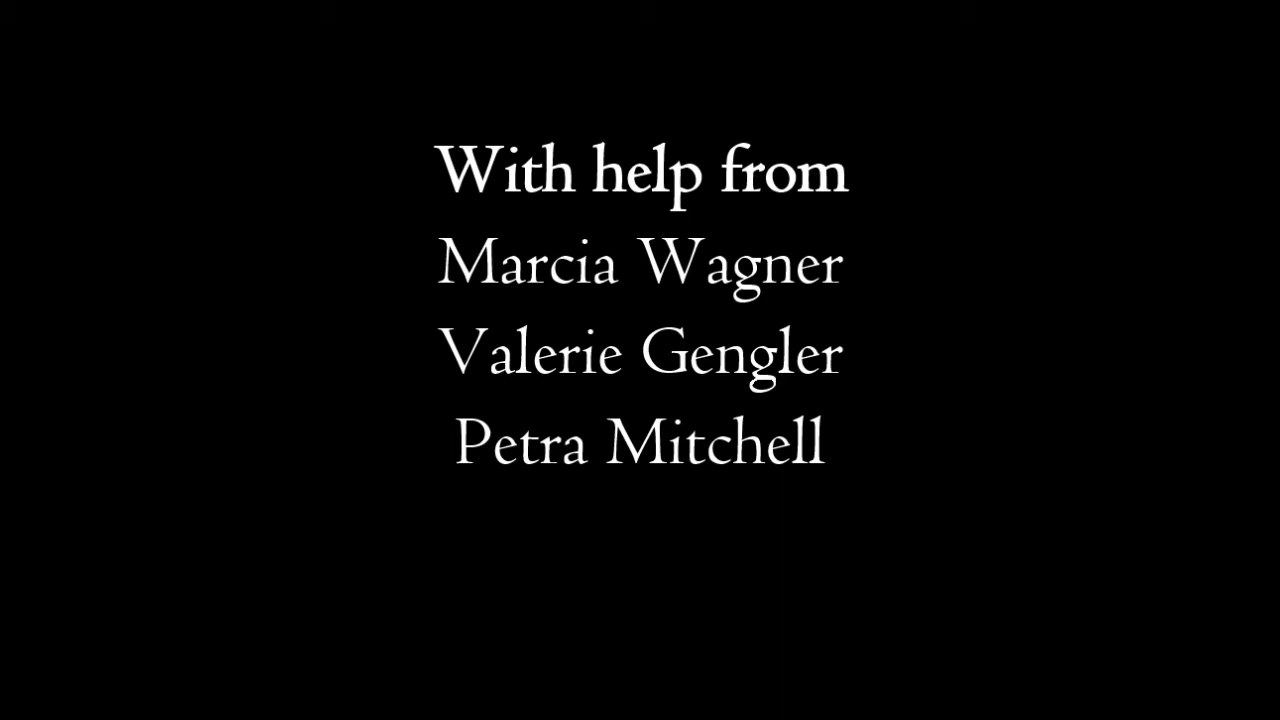 With help from
Marcia Wagner
Valerie Gengler
Petra Mitchell